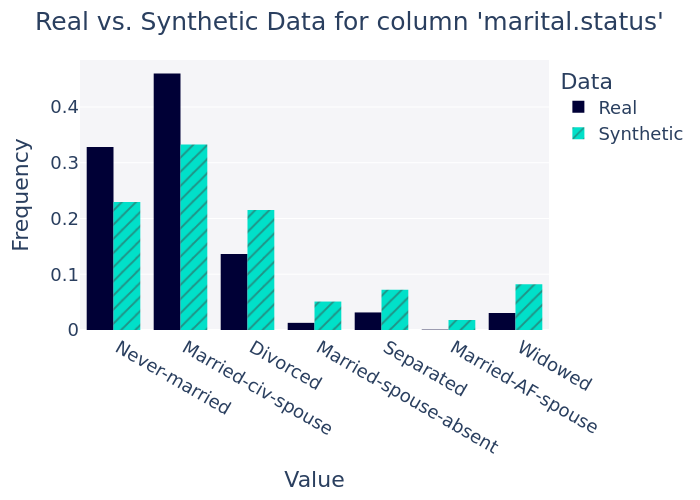 Real vs. Synthetic Data for column 'marital.status'
Data
Real
Synthetic
Frequency
0.4
0.3
0.2
0.1
0
Never-married
Married-civ-spouse
Divorced
Married-spouse-absent
Separated
Married-AF-spouse
Widowed
Value